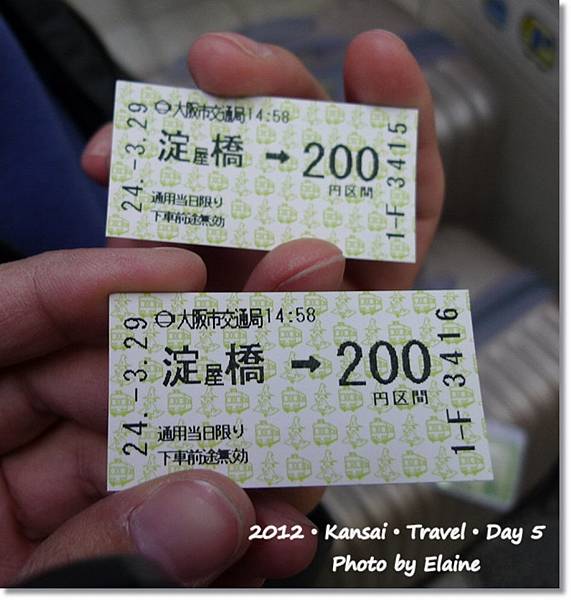 大阪市交通局14:58
24.-3.29
淀屋橋➡200
円区間
通用当日限り
下車前途無効
1-F 3415
大阪市交通局14:58
24.-3.29
淀屋橋➡200
円区間
通用当日限り
下車前途無効
1-F 3416
2012•Kansai•Travel•Day 5
Photo by Elaine